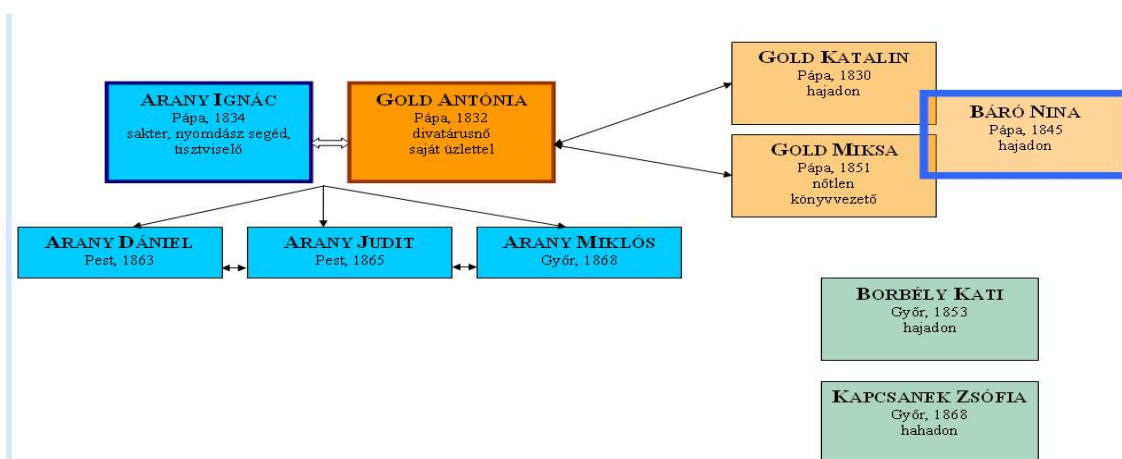 GOLD KATALIN
Pápa, 1830
hajadon
ARANY IGNÁC
Pápa, 1834
sakter, nyomdász segéd,
tisztviselő
GOLD ANTÓNIA
Pápa, 1832
divatárusnő
saját üzlettel
BÁRÓ NINA
Pápa, 1845
hajadon
GOLD MIKSA
Pápa, 1851
nőtlen
könyvvezető
ARANY DÁNIEL
Pest, 1863
ARANY JUDIT
Pest, 1865
ARANY MIKLÓS
Győr, 1868
BORBÉLY KATI
Győr, 1853
hajadon
KAPCSANEK ZSÓFIA
Győr, 1868
hahadon